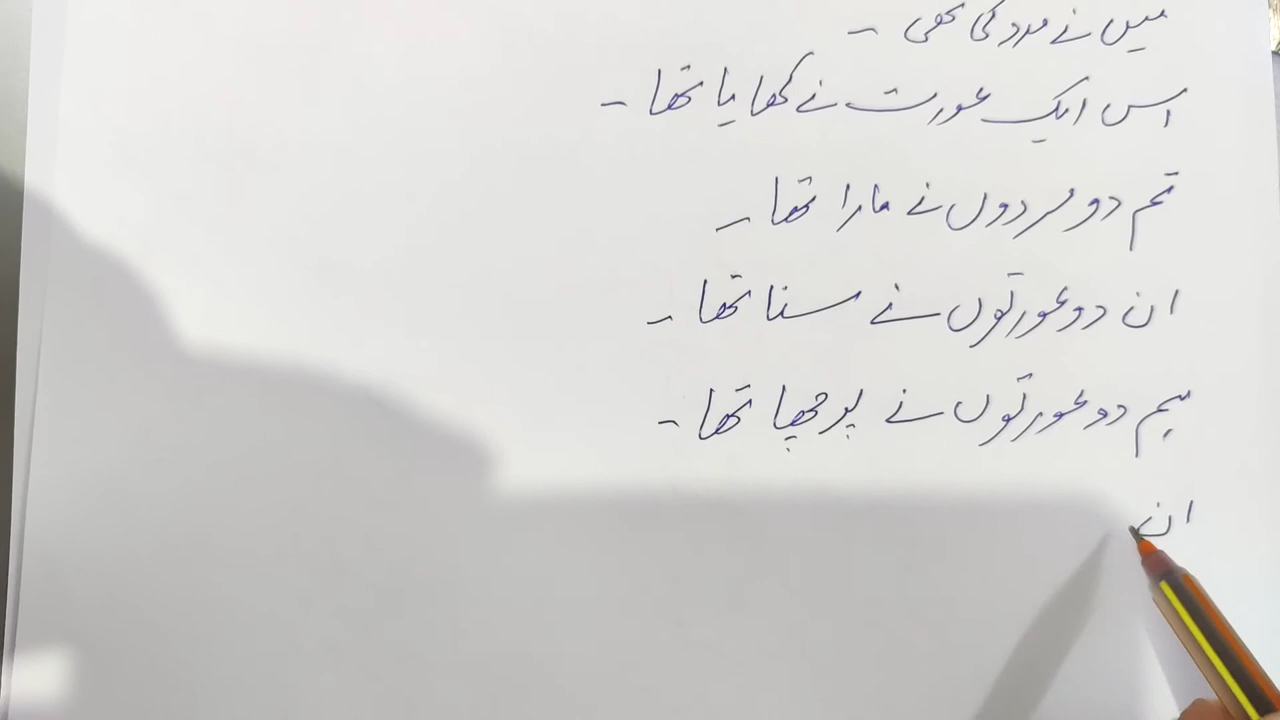 میں نے مدد کی تھی ۔
اس ایک عورت نے کھایا تھا ۔
تم دو مردوں نے مارا تھا ۔
ان دو عورتوں نے سنا تھا ۔
ہم دو عورتوں نے پوچھا تھا ۔
ان